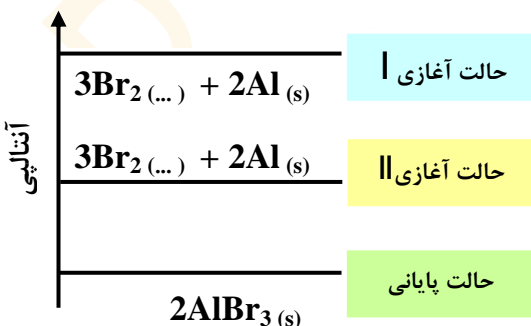 حالت آغازی I
3Br₂ (...) + 2Al (s)
3Br₂ (...) + 2Al (s)
حالت آغازی II
آنتالپی
حالت پایانی
2AlBr₃ (s)